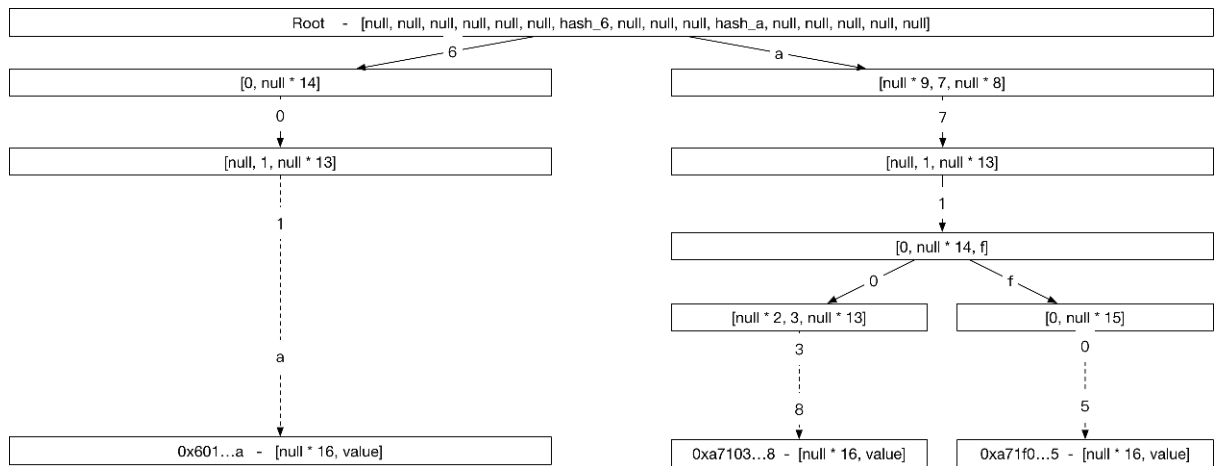 Root - [null, null, null, null, null, null, hash_6, null, null, null, hash_a, null, null, null, null, null]
6
a
[0, null * 14]
[null * 9, 7, null * 8]
0
7
[null, 1, null * 13]
[null, 1, null * 13]
1
1
[0, null * 14, f]
0
f
[null * 2, 3, null * 13]
[0, null * 15]
a
3
0
8
5
0x601...a - [null * 16, value]
0xa7103...8 - [null * 16, value]
0xa71f0...5 - [null * 16, value]